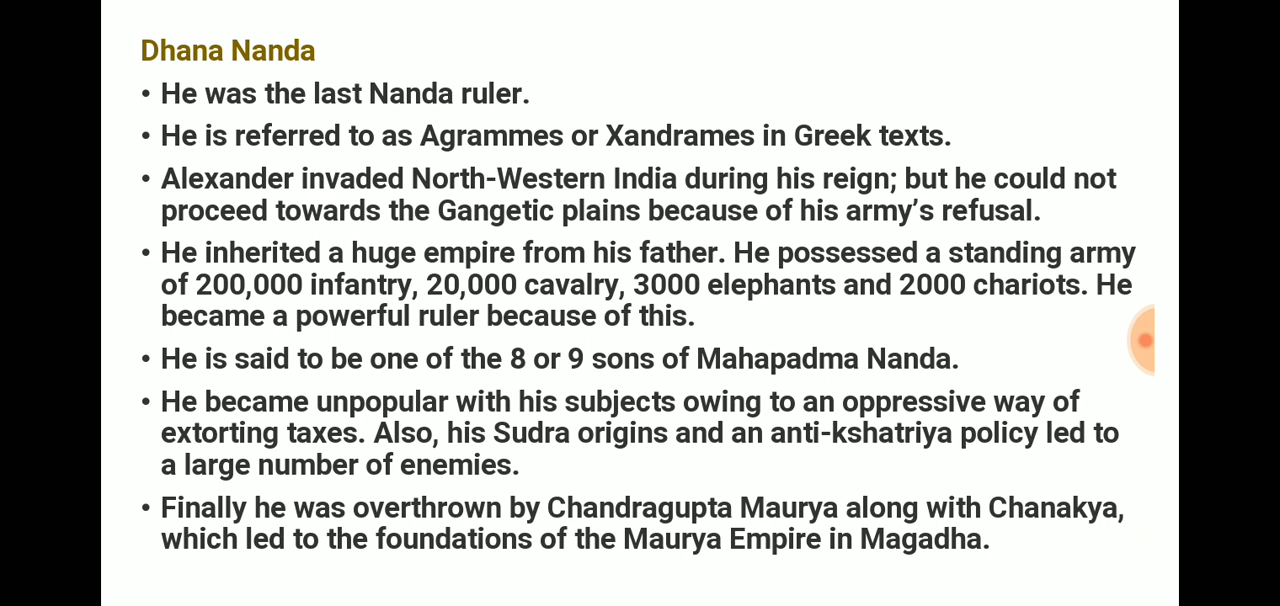 Dhana Nanda
• He was the last Nanda ruler.
• He is referred to as Agrammes or Xandrames in Greek texts.
• Alexander invaded North-Western India during his reign; but he could not
proceed towards the Gangetic plains because of his army’s refusal.
• He inherited a huge empire from his father. He possessed a standing army
of 200,000 infantry, 20,000 cavalry, 3000 elephants and 2000 chariots. He
became a powerful ruler because of this.
• He is said to be one of the 8 or 9 sons of Mahapadma Nanda.
• He became unpopular with his subjects owing to an oppressive way of
extorting taxes. Also, his Sudra origins and an anti-kshatriya policy led to
a large number of enemies.
• Finally he was overthrown by Chandragupta Maurya along with Chanakya,
which led to the foundations of the Maurya Empire in Magadha.